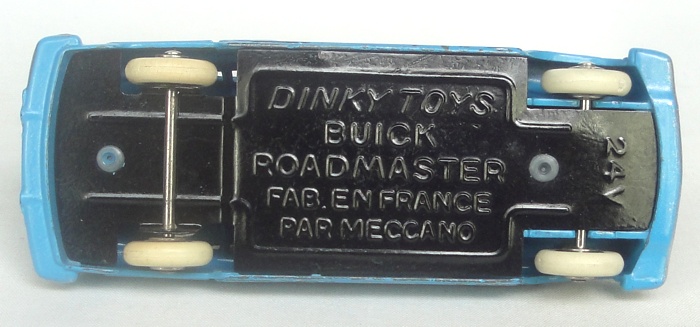 DINKY TOYS
BUICK
ROADMASTER
FAB. EN FRANCE
PAR MECCANO
24V